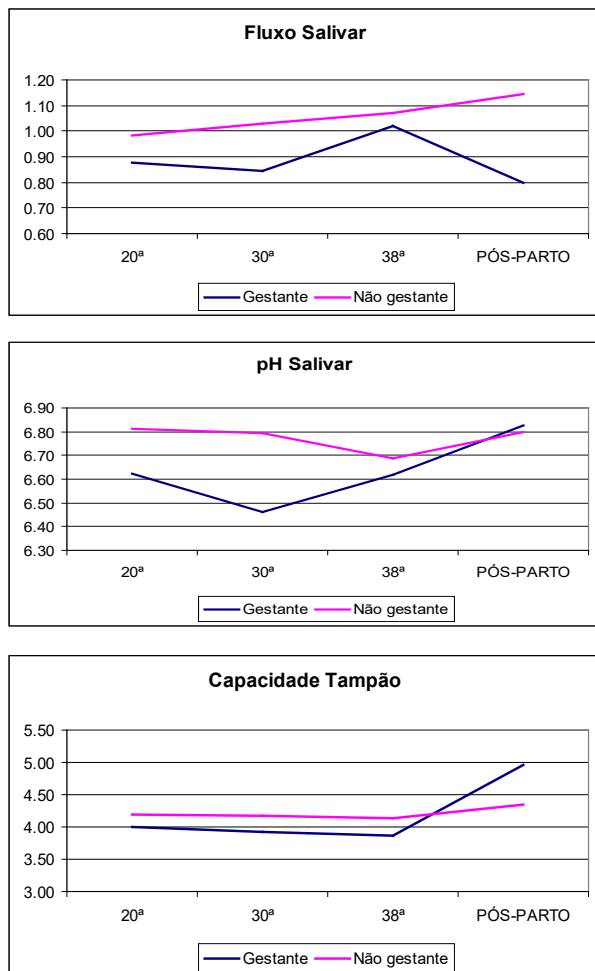 Fluxo Salivar
1.20
1.10
1.00
0.90
0.80
0.70
0.60
20ª 30ª 38ª PÓS-PARTO
Gestante Não gestante
pH Salivar
6.90
6.80
6.70
6.60
6.50
6.40
6.30
20ª 30ª 38ª PÓS-PARTO
Gestante Não gestante
Capacidade Tampão
5.50
5.00
4.50
4.00
3.50
3.00
20ª 30ª 38ª PÓS-PARTO
Gestante Não gestante